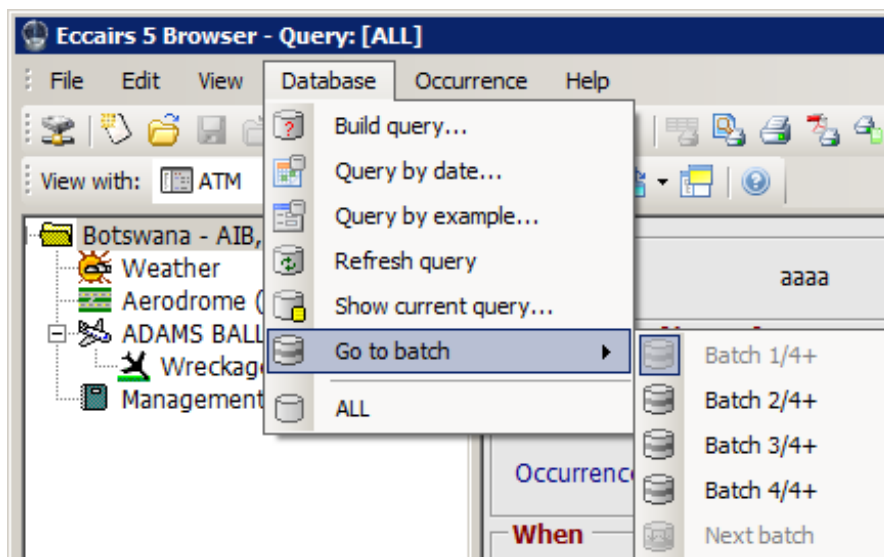 Eccairs 5 Browser - Query: [ALL]
File Edit View Database Occurrence Help
View with: ATM
Botswana - AIB,
Weather
Aerodrome (
ADAMS BALL
Wreckag
Management
Build query...
Query by date...
Query by example...
Refresh query
Show current query...
Go to batch
ALL
aaaa
Batch 1/4+
Batch 2/4+
Batch 3/4+
Batch 4/4+
Next batch
Occurrenc
When